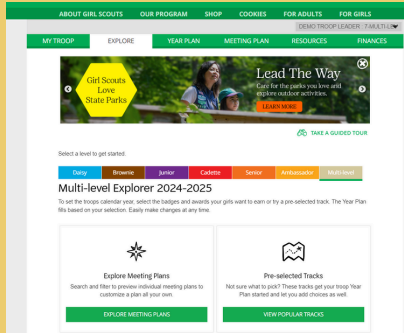 ABOUT GIRL SCOUTS OUR PROGRAM SHOP COOKIES FOR ADULTS FOR GIRLS
DEMO TROOP LEADER : 7-MULTI-LE
MY TROOP EXPLORE YEAR PLAN MEETING PLAN RESOURCES FINANCES
Girl Scouts
Love
State Parks
Lead The Way
Care for the parks you love and
explore outdoor activities.
LEARN MORE
TAKE A GUIDED TOUR
Select a level to get started.
Daisy Brownie Junior Cadette Senior Ambassador Multi-level
Multi-level Explorer 2024-2025
To set the troops calendar year, select the badges and awards your girls want to earn or try a pre-selected track. The Year Plan
fills based on your selection. Easily make changes at any time.
Explore Meeting Plans
Search and filter to preview individual meeting plans to
customize a plan all your own.
EXPLORE MEETING PLANS
Pre-selected Tracks
Not sure what to pick? These tracks get your troop Year
Plan started and let you add choices as well.
VIEW POPULAR TRACKS